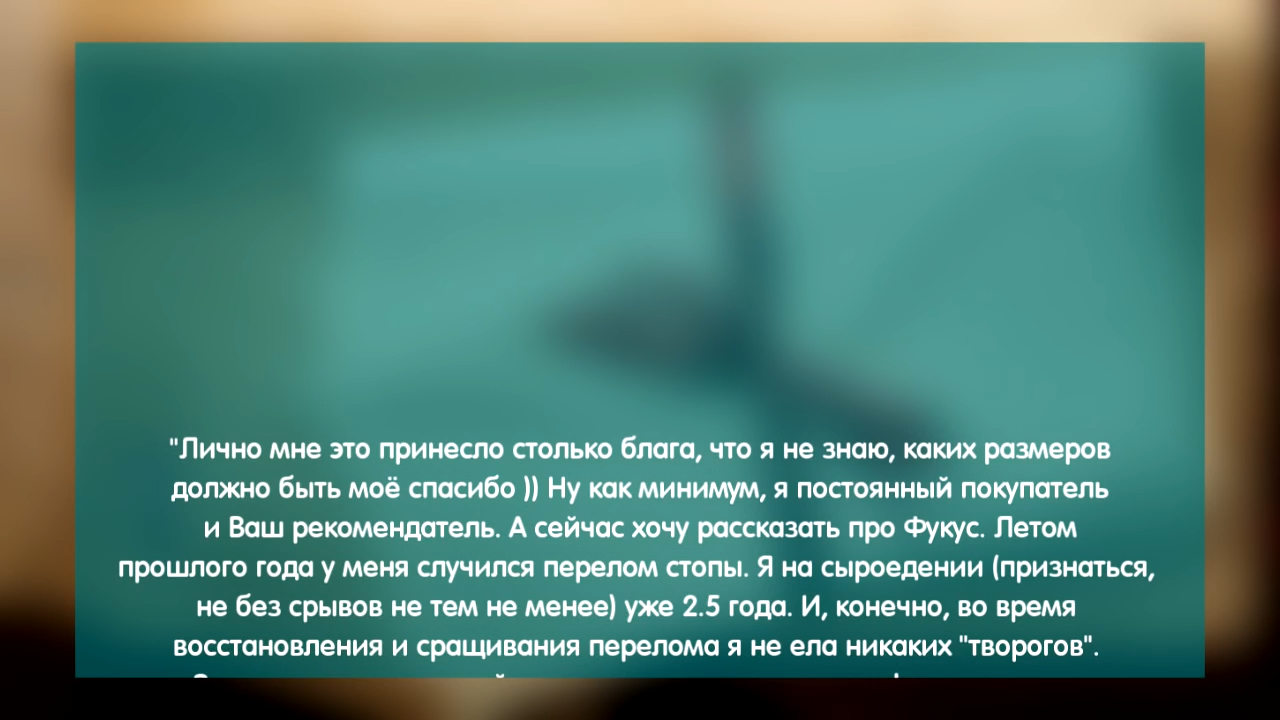 "Лично мне это принесло столько блага, что я не знаю, каких размеров
должно быть моё спасибо )) Ну как минимум, я постоянный покупатель
и Ваш рекомендатель. А сейчас хочу рассказать про Фукус. Летом
прошлого года у меня случился перелом стопы. Я на сыроедении (признаться,
не без срывов не тем не менее) уже 2.5 года. И, конечно, во время
восстановления и сращивания перелома я не ела никаких "творогов".